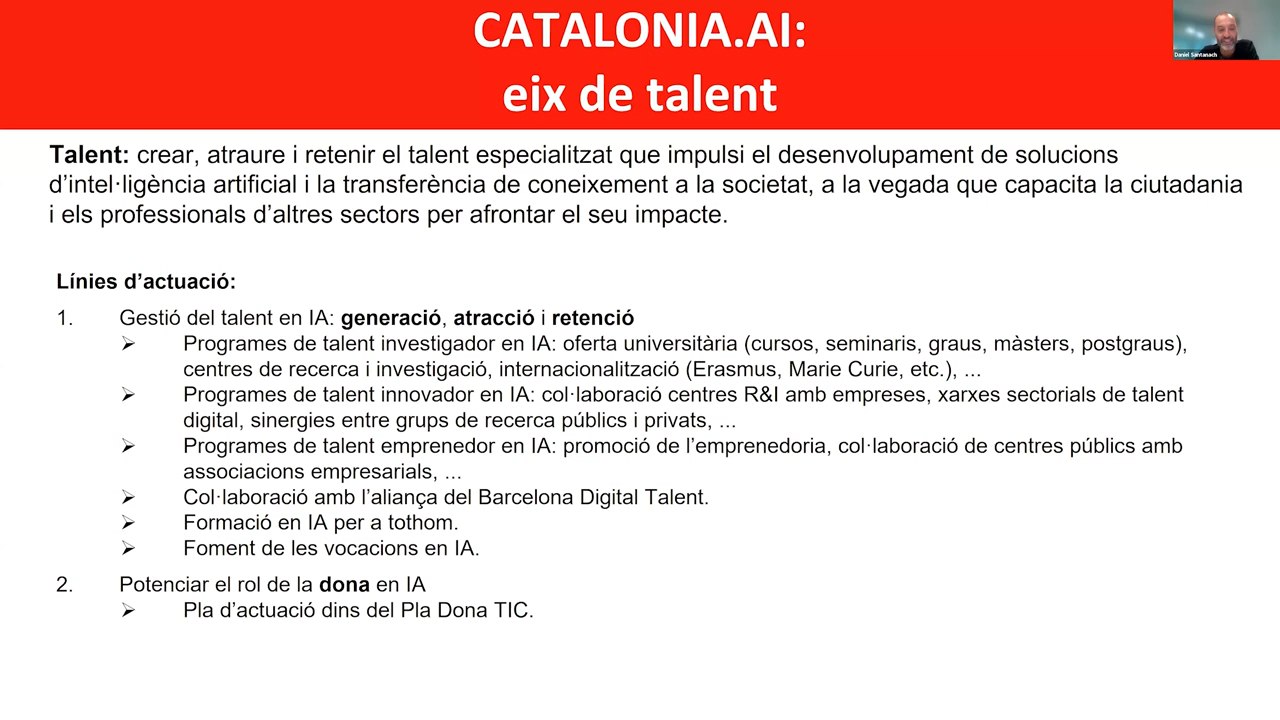 CATALONIA.AI:
eix de talent
Daniel Santanach
Talent: crear, atraure i retenir el talent especialitzat que impulsi el desenvolupament de solucions
d’intel·ligència artificial i la transferència de coneixement a la societat, a la vegada que capacita la ciutadania
i els professionals d’altres sectors per afrontar el seu impacte.
Línies d’actuació:
1. Gestió del talent en IA: generació, atracció i retenció
➢ Programes de talent investigador en IA: oferta universitària (cursos, seminaris, graus, màsters, postgraus),
centres de recerca i investigació, internacionalització (Erasmus, Marie Curie, etc.), ...
➢ Programes de talent innovador en IA: col·laboració centres R&I amb empreses, xarxes sectorials de talent
digital, sinergies entre grups de recerca públics i privats, ...
➢ Programes de talent emprenedor en IA: promoció de l’emprenedoria, col·laboració de centres públics amb
associacions empresarials, ...
➢ Col·laboració amb l’aliança del Barcelona Digital Talent.
➢ Formació en IA per a tothom.
➢ Foment de les vocacions en IA.
2. Potenciar el rol de la dona en IA
➢ Pla d’actuació dins del Pla Dona TIC.